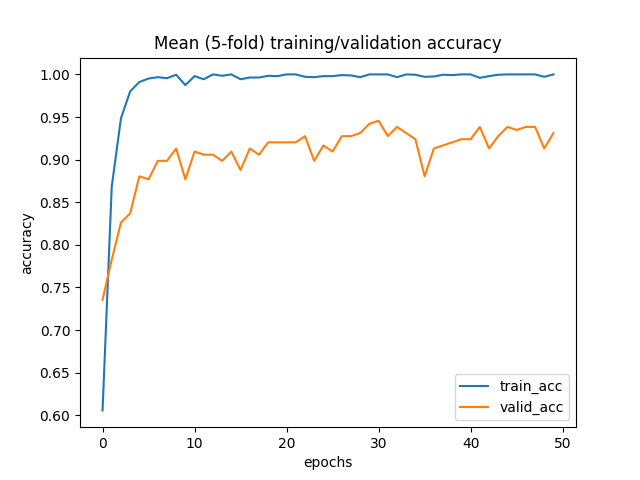 Mean (5-fold) training/validation accuracy
1.00
0.95
0.90
0.85
0.80
0.75
0.70
0.65
0.60
accuracy
0 10 20 30 40 50
epochs
train_acc
valid_acc